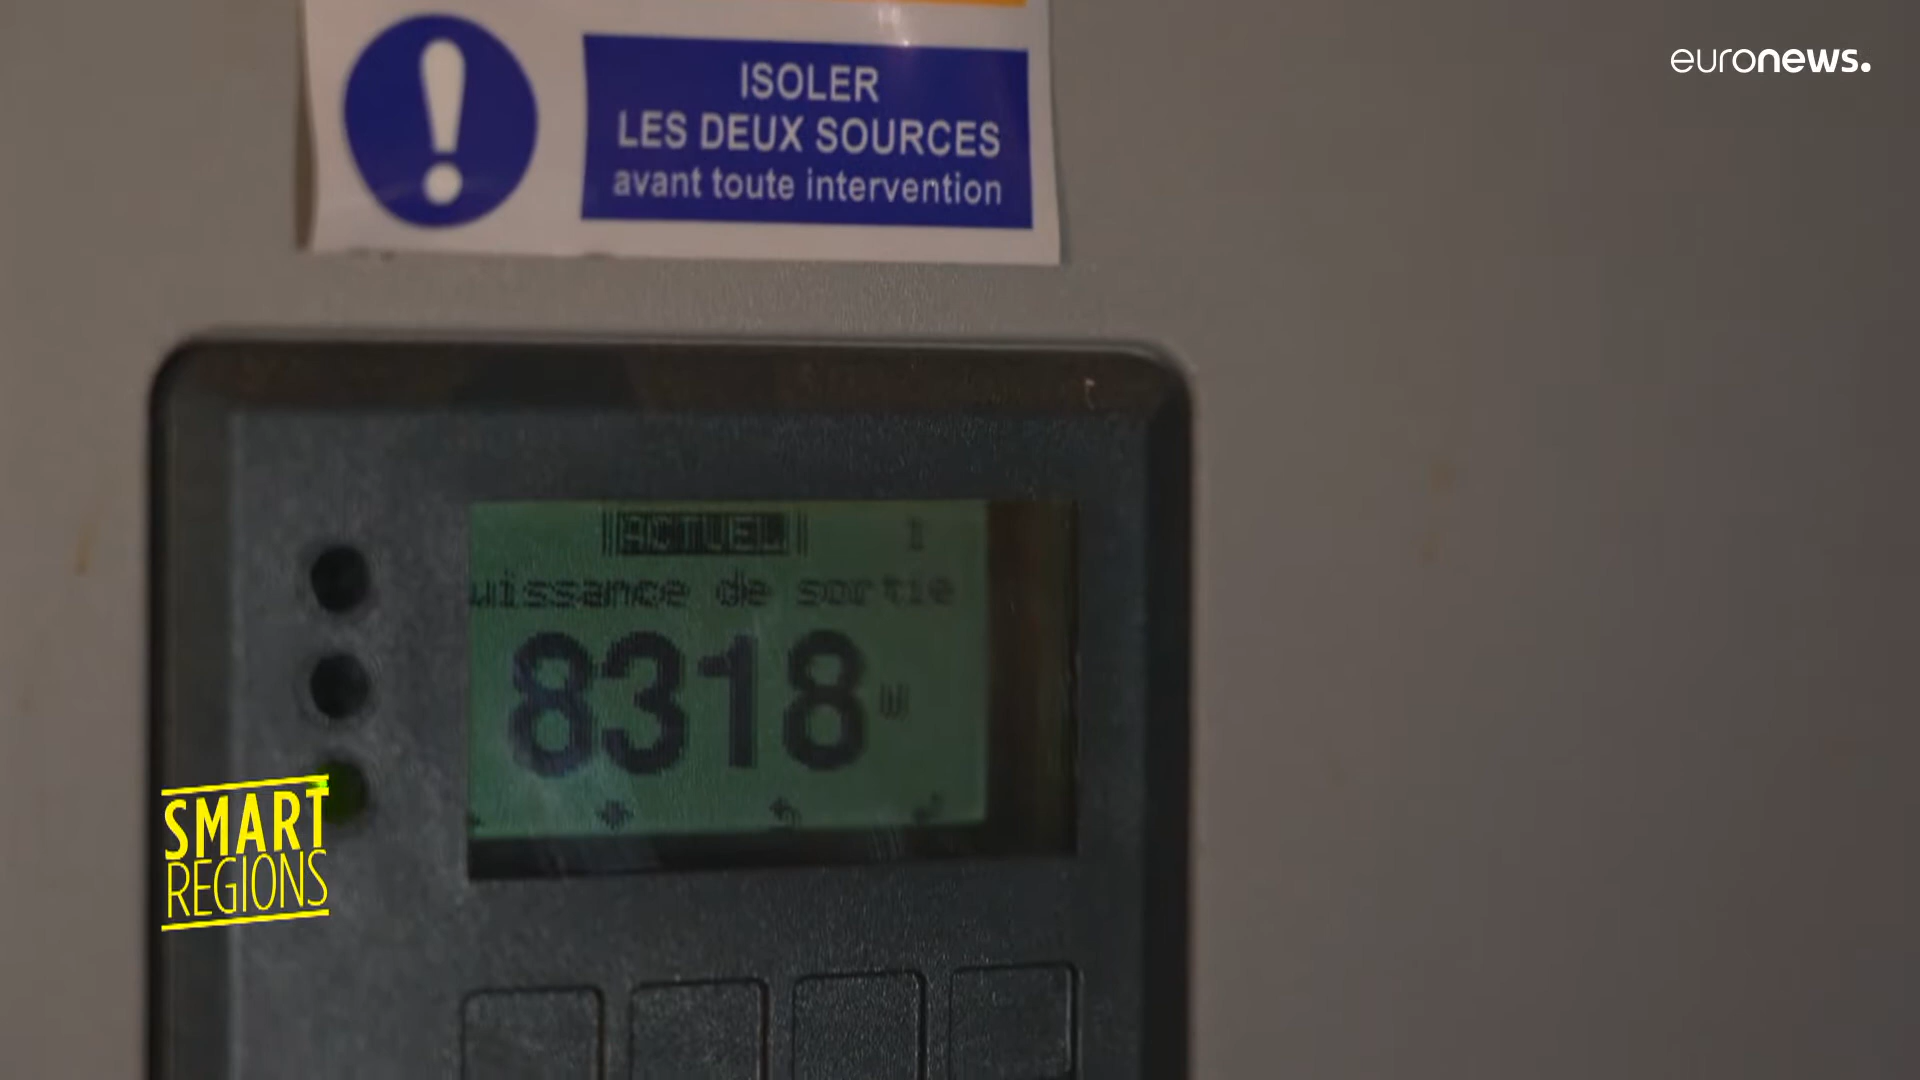 euronews.
ISOLER
LES DEUX SOURCES
avant toute intervention
ACTUEL
uissance de sortie
8318 W
SMART
REGIONS